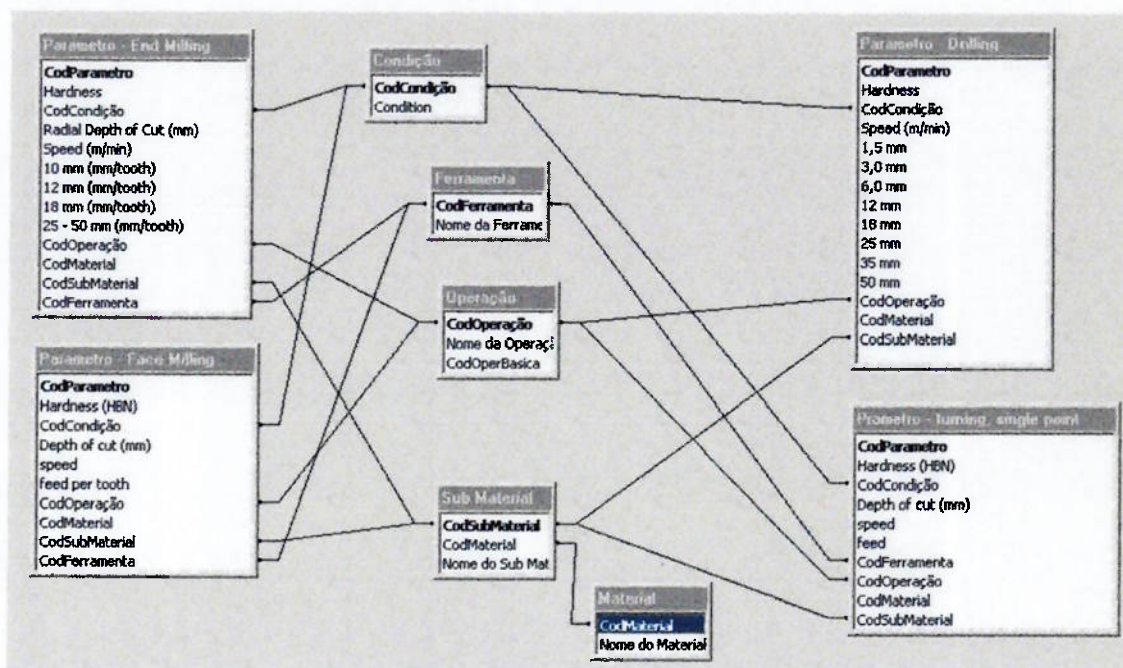 Parametro - End Milling
CodParametro
Hardness
CodCondição
Radial Depth of Cut (mm)
Speed (m/min)
10 mm (mm/tooth)
12 mm (mm/tooth)
18 mm (mm/tooth)
25 - 50 mm (mm/tooth)
CodOperação
CodMaterial
CodSubMaterial
CodFerramenta
Parametro - Face Milling
CodParametro
Hardness (HBN)
CodCondição
Depth of cut (mm)
speed
feed per tooth
CodOperação
CodMaterial
CodSubMaterial
CodFerramenta
Condição
CodCondição
Condition
Ferramenta
CodFerramenta
Nome da Ferrame
Operação
CodOperação
Nome da Operaçã
CodOperBasica
Sub Material
CodSubMaterial
CodMaterial
Nome do Sub Mat
Material
CodMaterial
Nome do Material
Parametro - Drilling
CodParametro
Hardness
CodCondição
Speed (m/min)
1,5 mm
3,0 mm
6,0 mm
12 mm
18 mm
25 mm
35 mm
50 mm
CodOperação
CodMaterial
CodSubMaterial
Prametro - turning, single point
CodParametro
Hardness (HBN)
CodCondição
Depth of cut (mm)
speed
feed
CodFerramenta
CodOperação
CodMaterial
CodSubMaterial